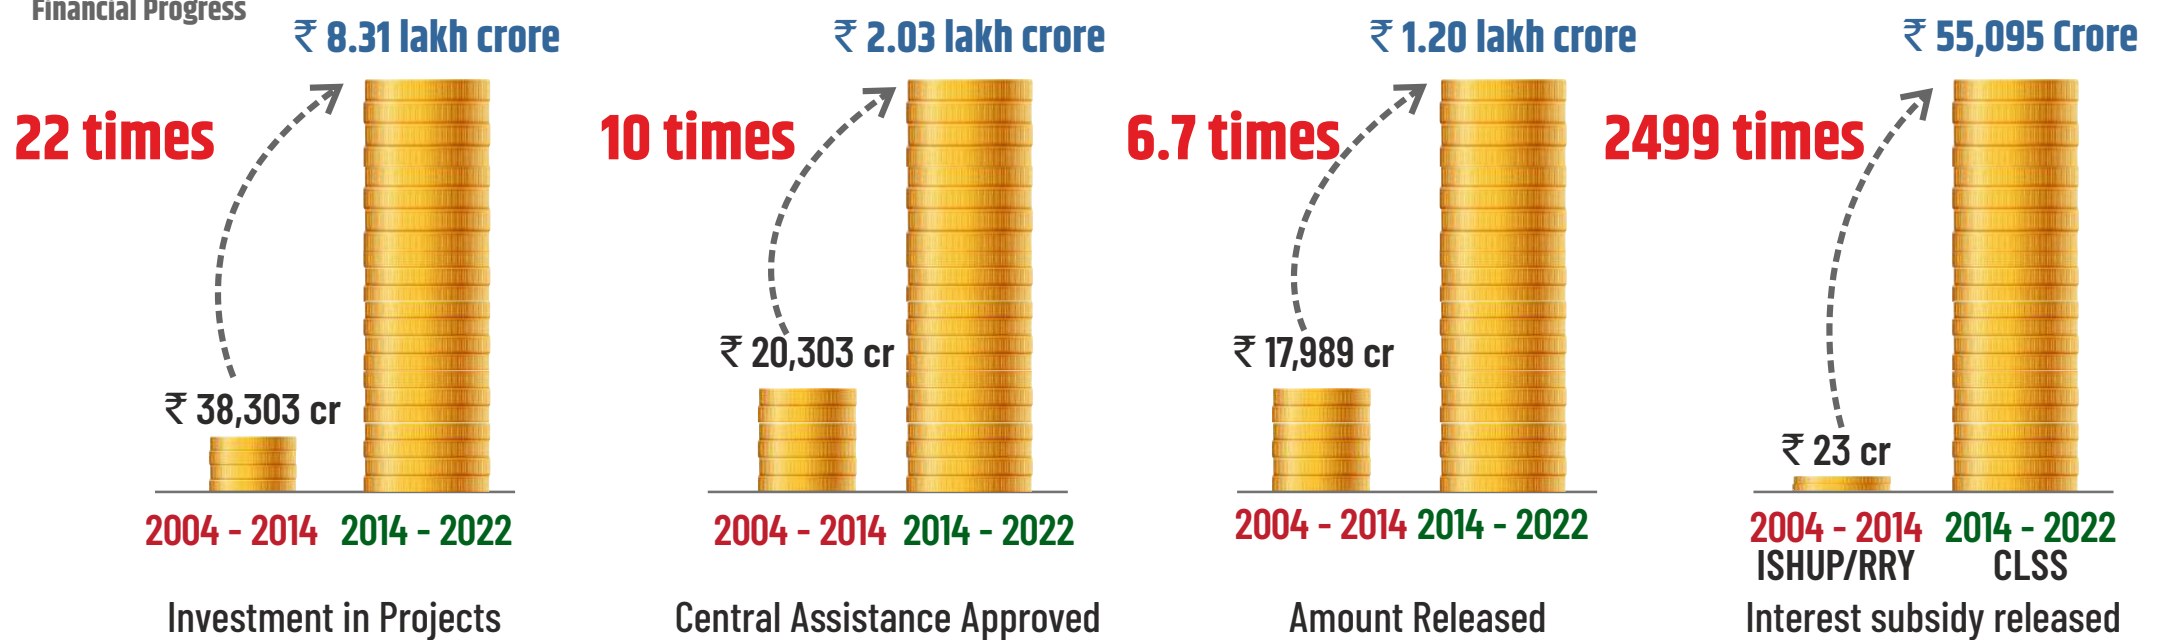 Financial Progress
₹ 8.31 lakh crore
22 times
₹ 38,303 cr
2004 - 2014 2014 - 2022
Investment in Projects
₹ 2.03 lakh crore
10 times
₹ 20,303 cr
2004 - 2014 2014 - 2022
Central Assistance Approved
₹ 1.20 lakh crore
6.7 times
₹ 17,989 cr
2004 - 2014 2014 - 2022
Amount Released
₹ 55,095 Crore
2499 times
₹ 23 cr
2004 - 2014 2014 - 2022
ISHUP/RRY CLSS
Interest subsidy released